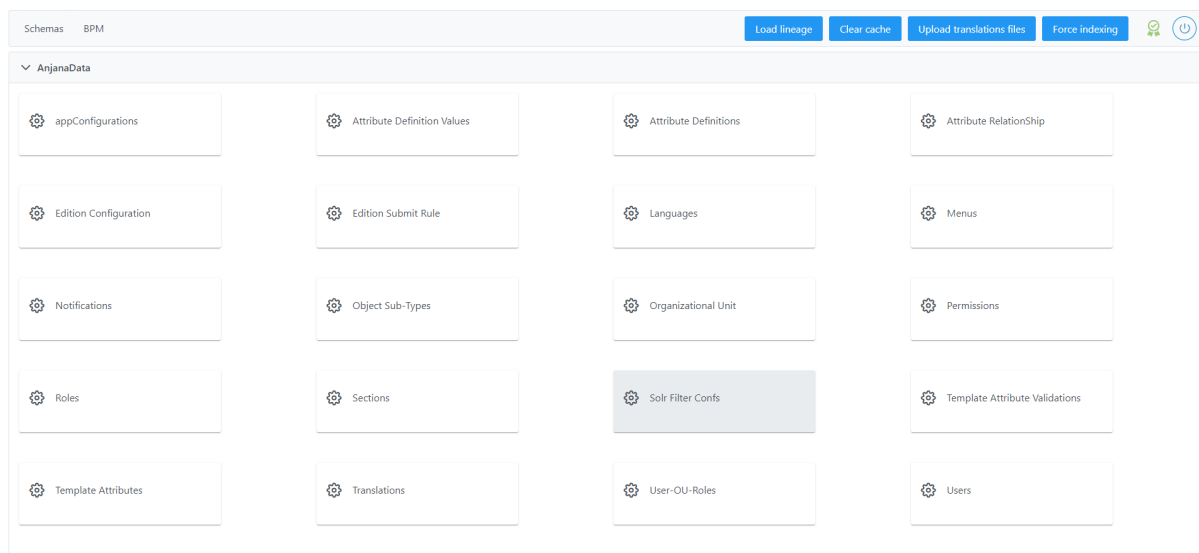 Schemas BPM Load lineage Clear cache Upload translations files Force indexing
AnjanaData
appConfigurations Attribute Definition Values Attribute Definitions Attribute RelationShip
Edition Configuration Edition Submit Rule Languages Menus
Notifications Object Sub-Types Organizational Unit Permissions
Roles Sections Solr Filter Confs Template Attribute Validations
Template Attributes Translations User-OU-Roles Users